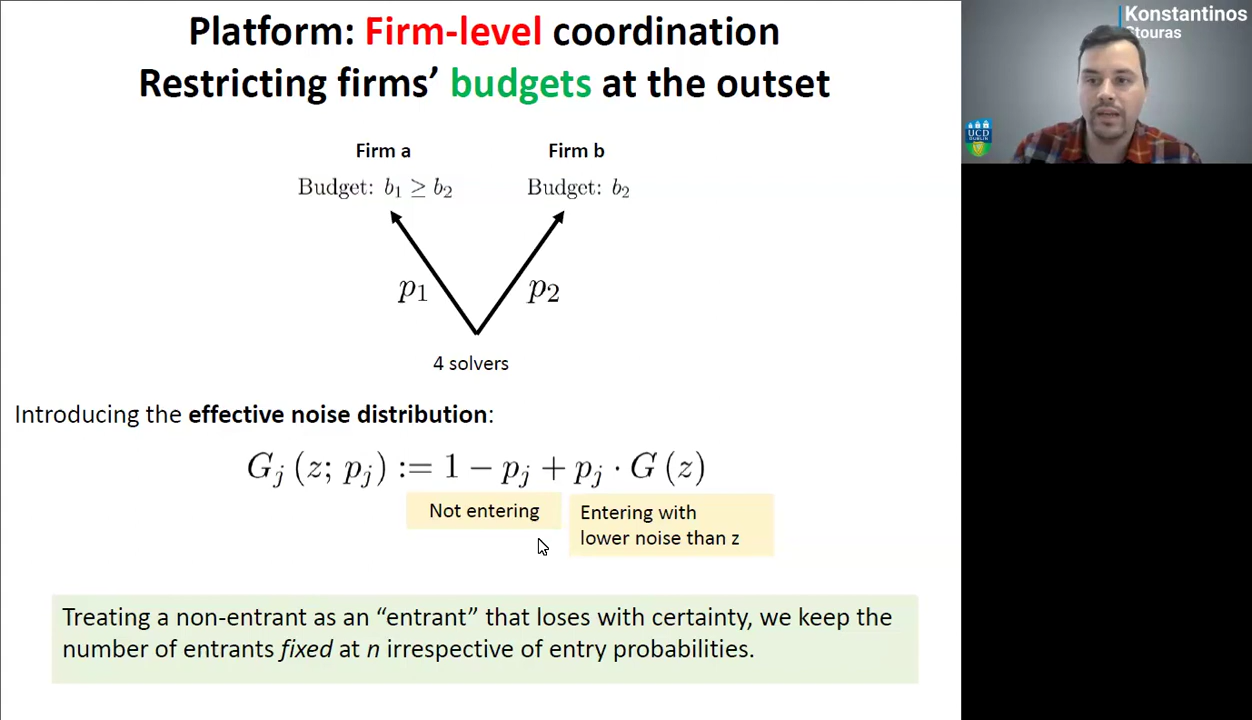 Platform: Firm-level coordination
Restricting firms' budgets at the outset
Firm a
Firm b
Budget: b₁ ≥ b₂
Budget: b₂
p₁
p₂
4 solvers
Introducing the effective noise distribution:
Gⱼ (z; pⱼ) := 1 − pⱼ + pⱼ · G (z)
Not entering
Entering with
lower noise than z
Treating a non-entrant as an “entrant” that loses with certainty, we keep the
number of entrants fixed at n irrespective of entry probabilities.
Konstantinos
Stouras
UCD
DUBLIN